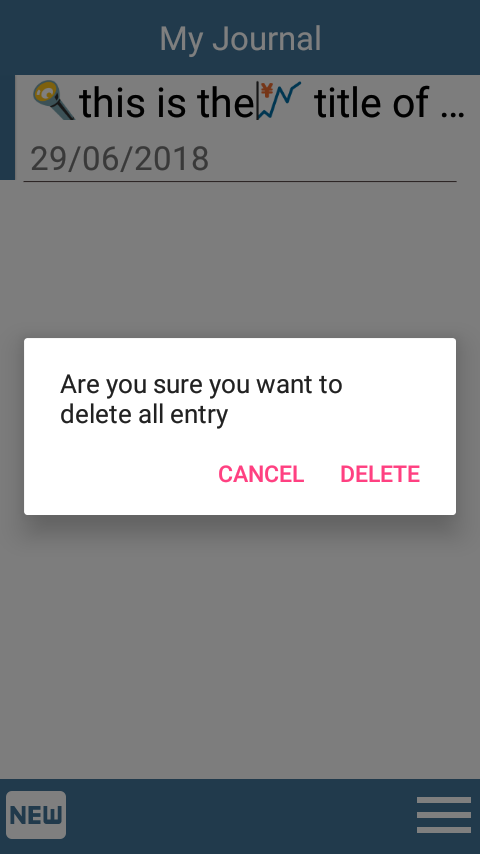 My Journal
🔦this is the💹 title of ...
29/06/2018
Are you sure you want to
delete all entry
CANCEL DELETE
NEW